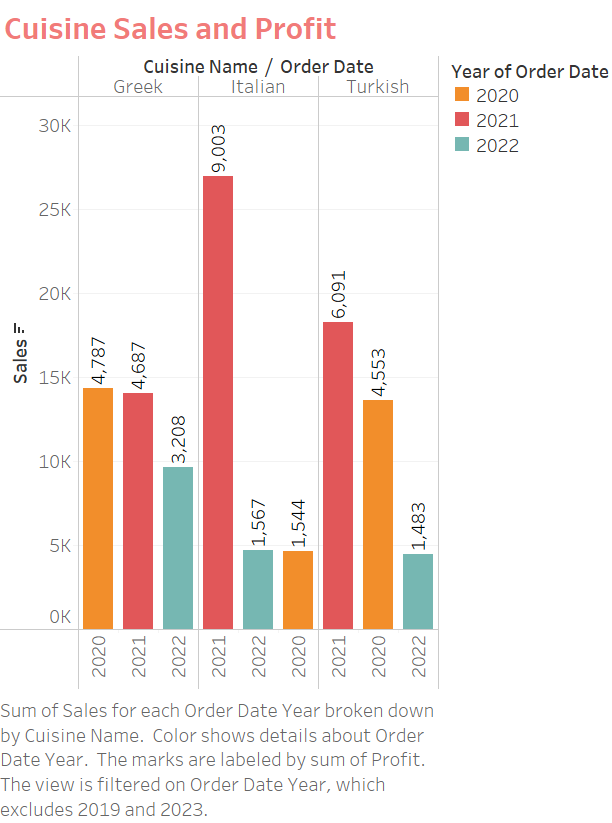 Cuisine Sales and Profit
Cuisine Name / Order Date
Greek Italian Turkish
Year of Order Date
2020
2021
2022
Sales
30K
25K
20K
15K
10K
5K
0K
4,787
4,687
3,208
9,003
1,567
1,544
6,091
4,553
1,483
2020 2021 2022 2021 2022 2020 2021 2020 2022
Sum of Sales for each Order Date Year broken down
by Cuisine Name. Color shows details about Order
Date Year. The marks are labeled by sum of Profit.
The view is filtered on Order Date Year, which
excludes 2019 and 2023.